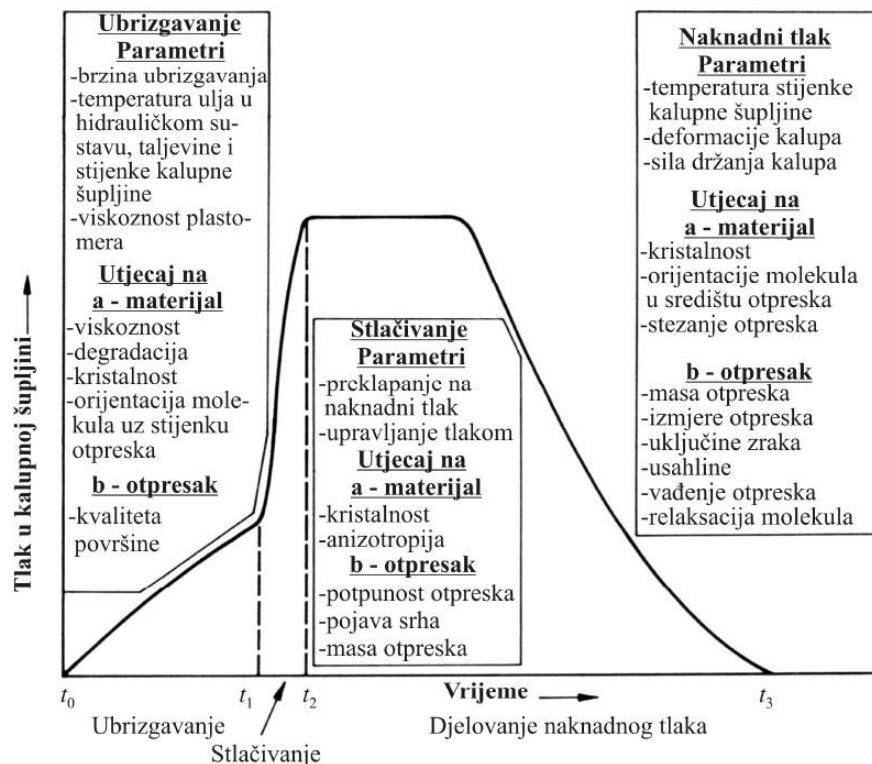 Ubrizgavanje
Parametri
-brzina ubrizgavanja
-temperatura ulja u
hidrauličkom su-
stavu, taljevine i
stijenke kalupne
šupljine
-viskoznost plasto-
mera
Utjecaj na
a - materijal
-viskoznost
-degradacija
-kristalnost
-orijentacija mole-
kula uz stijenku
otpreska
b - otpresak
-kvaliteta
površine
Stlačivanje
Parametri
-preklapanje na
naknadni tlak
-upravljanje tlakom
Utjecaj na
a - materijal
-kristalnost
-anizotropija
b - otpresak
-potpunost otpreska
-pojava srha
-masa otpreska
Naknadni tlak
Parametri
-temperatura stijenke
kalupne šupljine
-deformacije kalupa
-sila držanja kalupa
Utjecaj na
a - materijal
-kristalnost
-orijentacije molekula
u središtu otpreska
-stezanje otpreska
b - otpresak
-masa otpreska
-izmjere otpreska
-uključine zraka
-usahline
-vađenje otpreska
-relaksacija molekula
Tlak u kalupnoj šupljini
t0 t1 t2 Vrijeme t3
Ubrizgavanje Djelovanje naknadnog tlaka
Stlačivanje